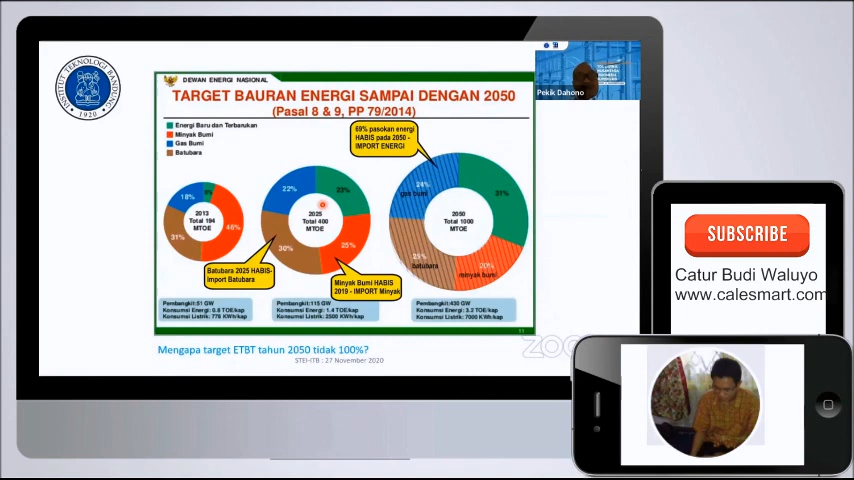 INSTITUT TEKNOLOGI BANDUNG
1920
DEWAN ENERGI NASIONAL
TARGET BAURAN ENERGI SAMPAI DENGAN 2050
(Pasal 8 & 9, PP 79/2014)
Energi Baru dan Terbarukan
Minyak Bumi
Gas Bumi
Batubara
69% pasokan energi
HABIS pada 2050 -
IMPORT ENERGI
18%
46%
31%
2013
Total 194
MTOE
22%
23%
25%
30%
2025
Total 400
MTOE
24%
gas bumi
31%
25%
batubara
20%
minyak bumi
2050
Total 1000
MTOE
Batubara 2025 HABIS-
Import Batubara
Minyak Bumi HABIS
2019 - IMPORT Minyak
Pembangkit: 51 GW
Konsumsi Energi: 0.8 TOE/kap
Konsumsi Listrik: 776 KWh/kap
Pembangkit: 115 GW
Konsumsi Energi: 1.4 TOE/kap
Konsumsi Listrik: 2500 KWh/kap
Pembangkit: 430 GW
Konsumsi Energi: 3.2 TOE/kap
Konsumsi Listrik: 7000 KWh/kap
11
Mengapa target ETBT tahun 2050 tidak 100%?
STEI-ITB : 27 November 2020
Pekik Dahono
SUBSCRIBE
Catur Budi Waluyo
www.calesmart.com